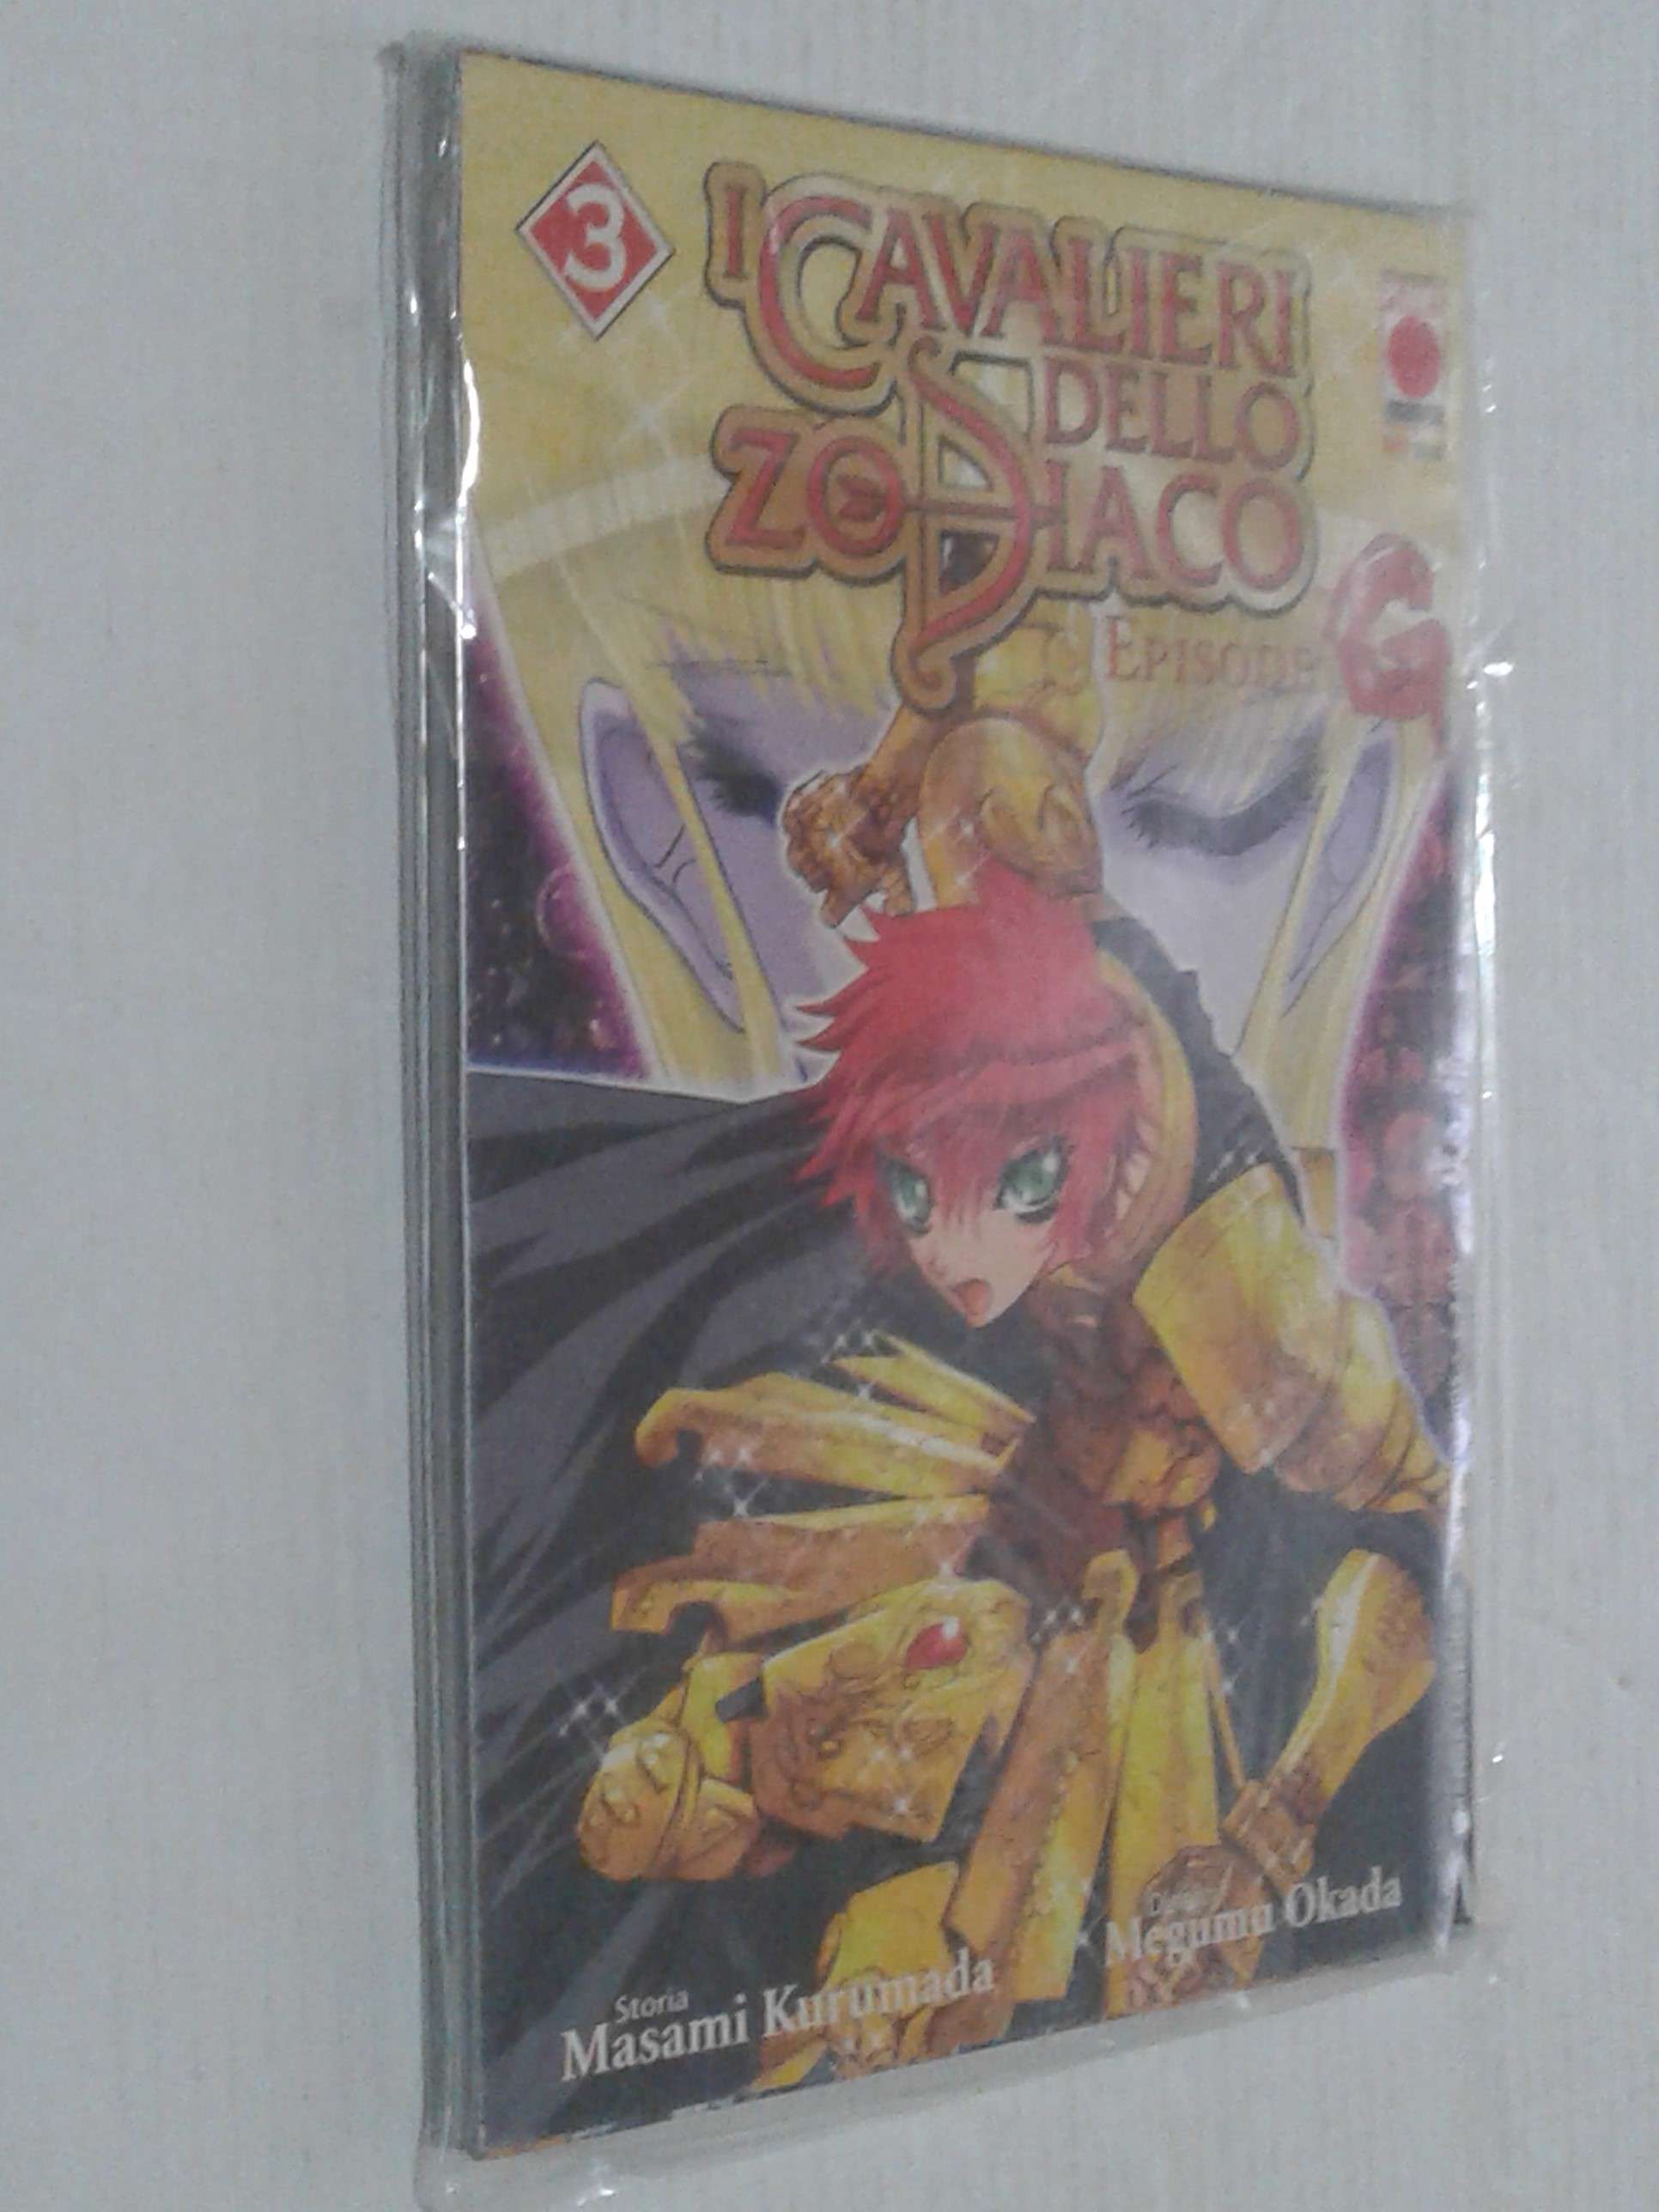 3
I CAVALIERI
DELLO
ZODIACO
EPISODE G
Storia
Masami Kurumada
Megumu Okada